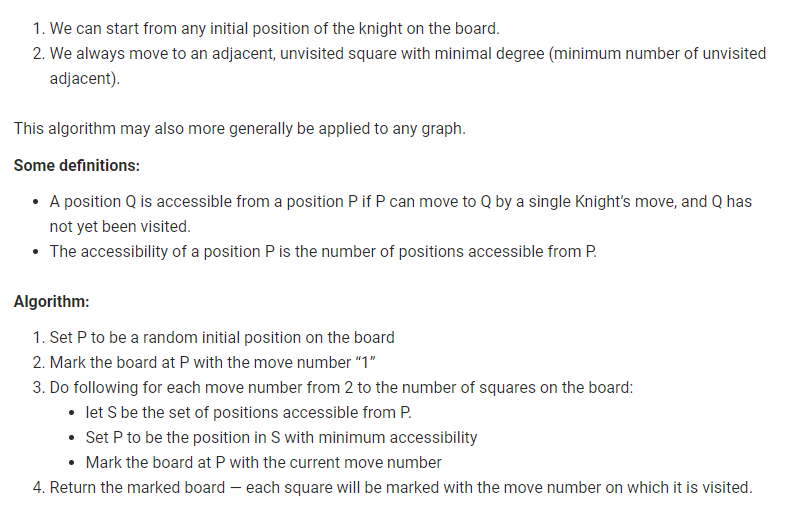 1. We can start from any initial position of the knight on the board.
2. We always move to an adjacent, unvisited square with minimal degree (minimum number of unvisited
adjacent).
This algorithm may also more generally be applied to any graph.
Some definitions:
• A position Q is accessible from a position P if P can move to Q by a single Knight’s move, and Q has
not yet been visited.
• The accessibility of a position P is the number of positions accessible from P.
Algorithm:
1. Set P to be a random initial position on the board
2. Mark the board at P with the move number “1”
3. Do following for each move number from 2 to the number of squares on the board:
• let S be the set of positions accessible from P.
• Set P to be the position in S with minimum accessibility
• Mark the board at P with the current move number
4. Return the marked board — each square will be marked with the move number on which it is visited.